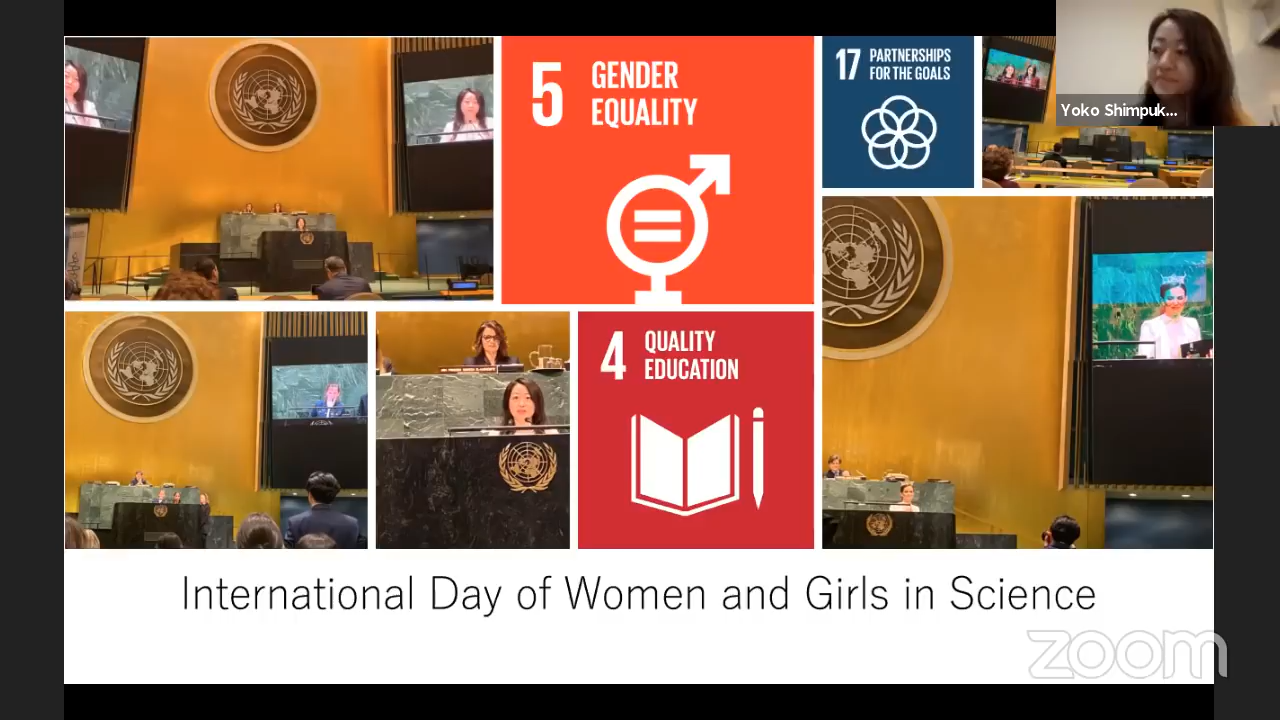 5 GENDER
EQUALITY
17 PARTNERSHIPS
FOR THE GOALS
Yoko Shimpuk...
4 QUALITY
EDUCATION
International Day of Women and Girls in Science
zoom